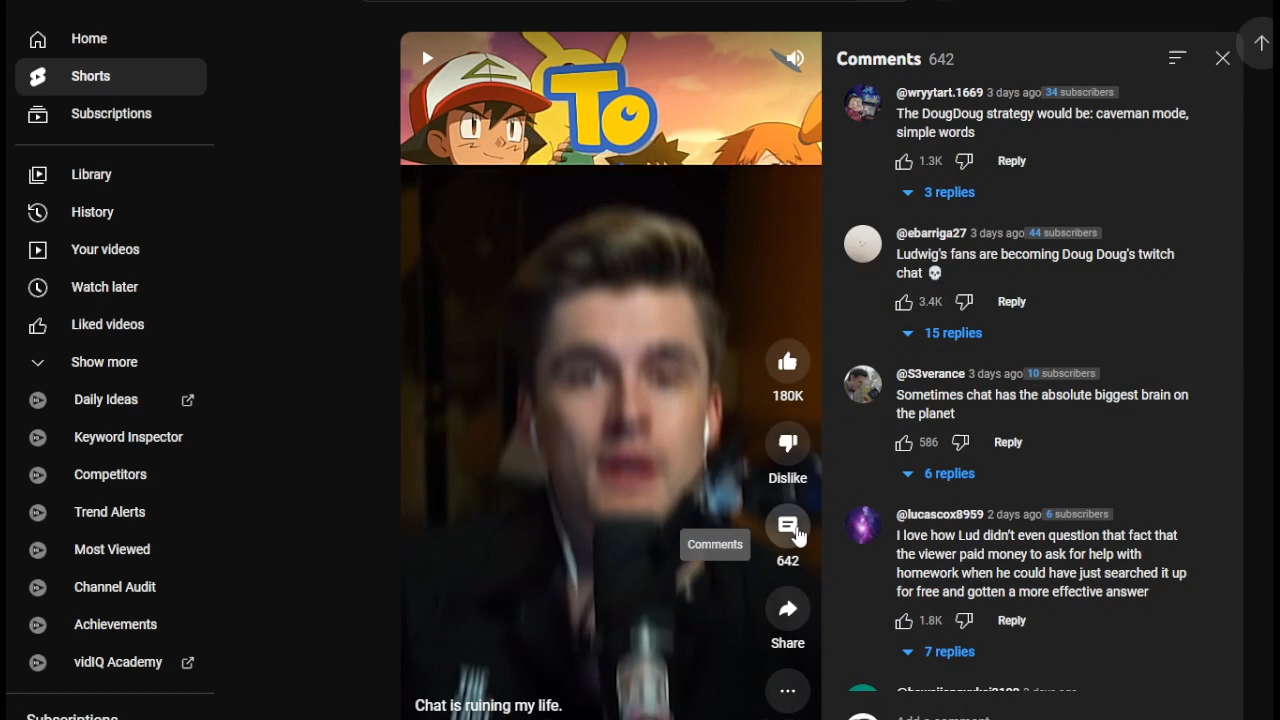 Home
Shorts
Subscriptions
Library
History
Your videos
Watch later
Liked videos
Show more
Daily Ideas
Keyword Inspector
Competitors
Trend Alerts
Most Viewed
Channel Audit
Achievements
vidIQ Academy
Subscriptions
To
180K
Dislike
Comments
642
Share
Chat is ruining my life.
Comments 642
@wryytart.1669 3 days ago 34 subscribers
The DougDoug strategy would be: caveman mode,
simple words
1.3K Reply
3 replies
@ebarriga27 3 days ago 44 subscribers
Ludwig's fans are becoming Doug Doug's twitch
chat 💀
3.4K Reply
15 replies
@S3verance 3 days ago 10 subscribers
Sometimes chat has the absolute biggest brain on
the planet
586 Reply
6 replies
@lucascox8959 2 days ago 6 subscribers
I love how Lud didn't even question that fact that
the viewer paid money to ask for help with
homework when he could have just searched it up
for free and gotten a more effective answer
1.8K Reply
7 replies
Add a comment